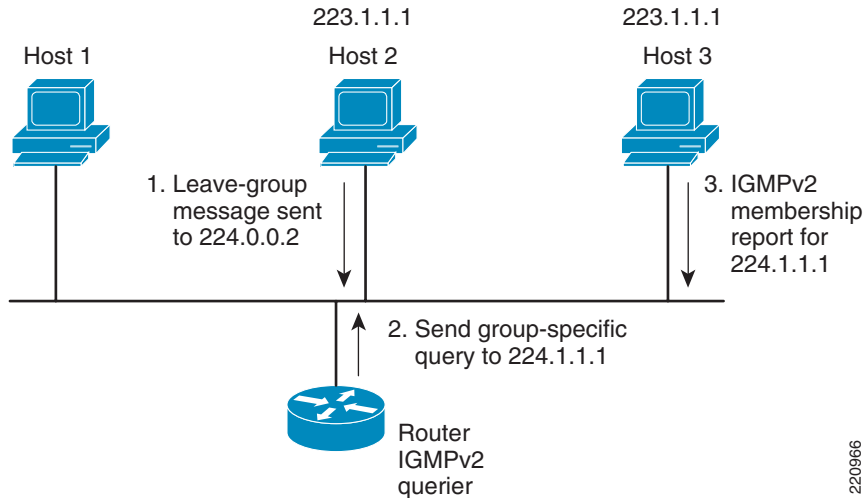 223.1.1.1
223.1.1.1
Host 1
Host 2
Host 3
1. Leave-group
message sent
to 224.0.0.2
3. IGMPv2
membership
report for
224.1.1.1
2. Send group-specific
query to 224.1.1.1
Router
IGMPv2
querier
220966